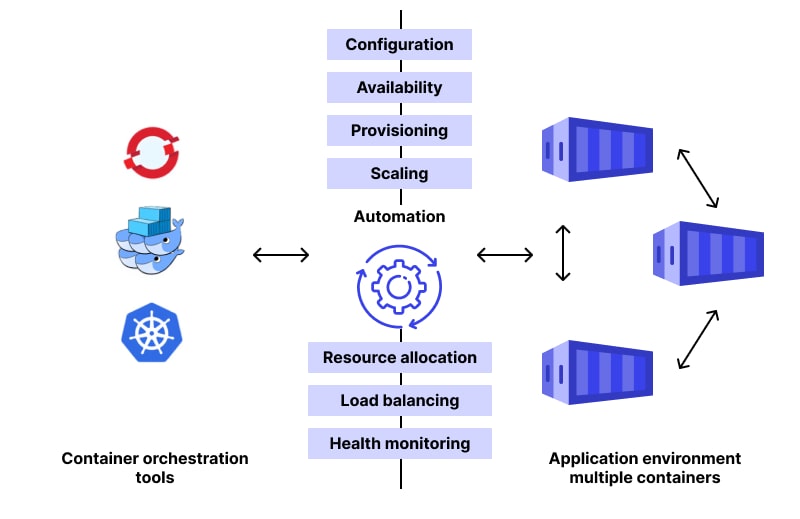 Configuration
Availability
Provisioning
Scaling
Automation
Resource allocation
Load balancing
Health monitoring
Container orchestration
tools
Application environment
multiple containers